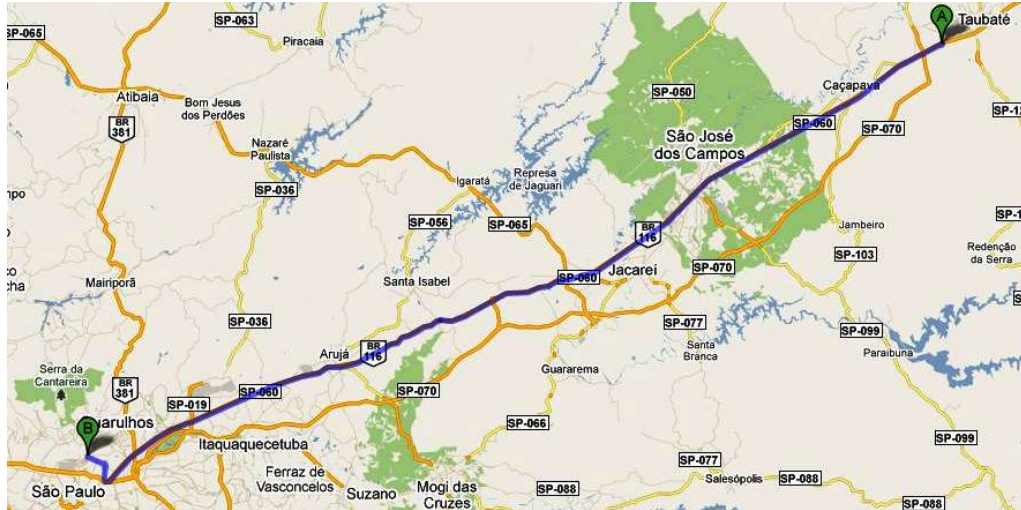 SP-063
SP-065
Piracaia
A
Taubaté
Atibaia
Bom Jesus
dos Perdões
BR
381
SP-050
Caçapava
SP-060
SP-070
São José
dos Campos
Nazaré
Paulista
SP-036
Igaratá
Represa
de Jaguari
SP-056
SP-065
BR
116
Jambeiro
Redenção
da Serra
SP-103
SP-070
Mairiporã
Santa Isabel
SP-060
Jacareí
SP-036
SP-077
SP-099
Santa
Branca
Paraibuna
Arujá
BR
116
Guararema
Serra da
Cantareira
BR
381
SP-060
SP-070
SP-019
SP-066
B
uarulhos
Itaquaquecetuba
SP-099
SP-077
Ferraz de
Vasconcelos
Salesópolis
São Paulo
Suzano
Mogi das
Cruzes
SP-088
SP-088